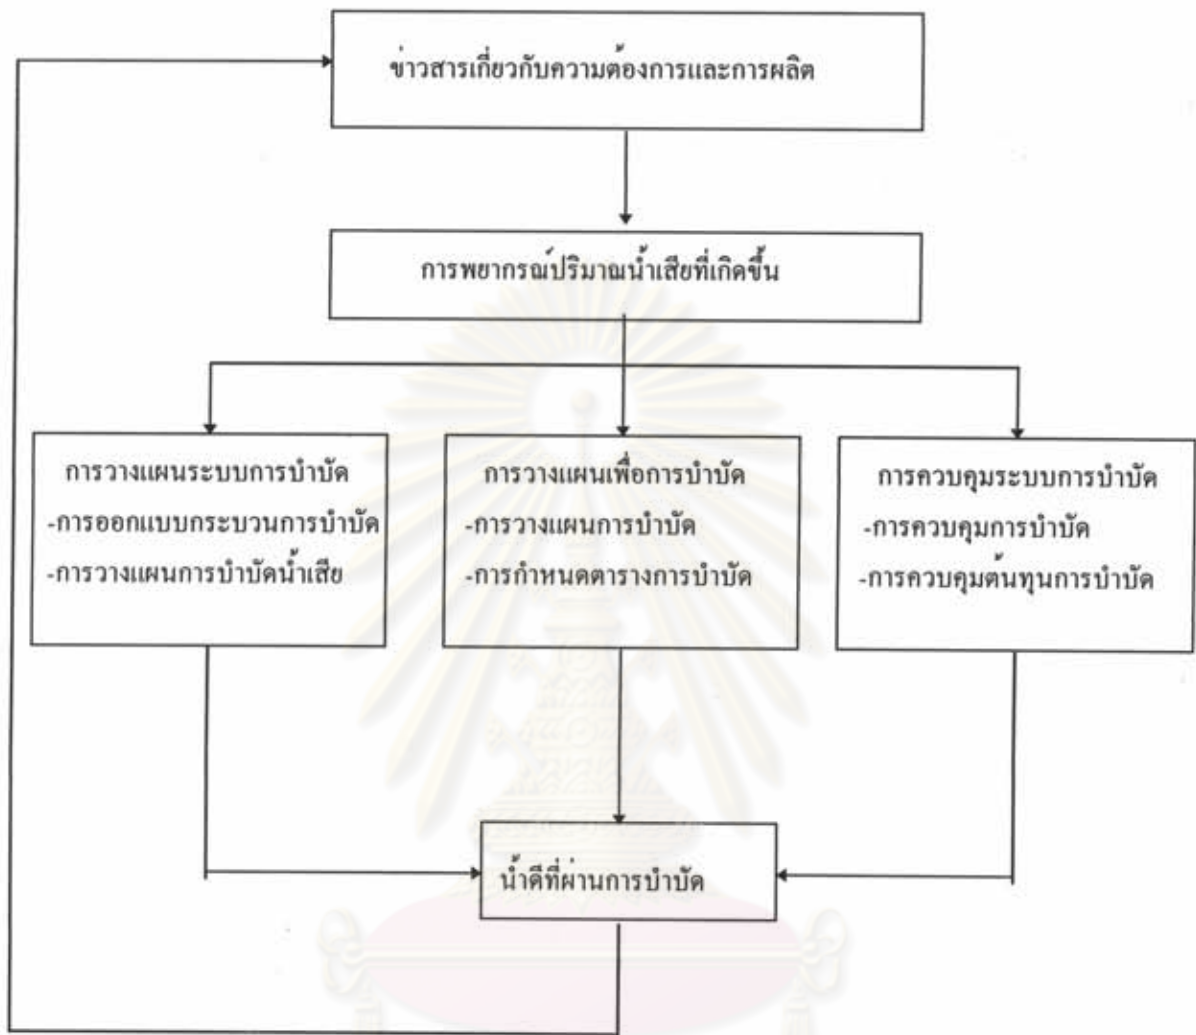 ข่าวสารเกี่ยวกับความต้องการและการผลิต
การพยากรณ์ปริมาณน้ำเสียที่เกิดขึ้น
การวางแผนระบบการบำบัด
-การออกแบบกระบวนการบำบัด
-การวางแผนการบำบัดน้ำเสีย
การวางแผนเพื่อการบำบัด
-การวางแผนการบำบัด
-การกำหนดตารางการบำบัด
การควบคุมระบบการบำบัด
-การควบคุมการบำบัด
-การควบคุมต้นทุนการบำบัด
น้ำดีที่ผ่านการบำบัด